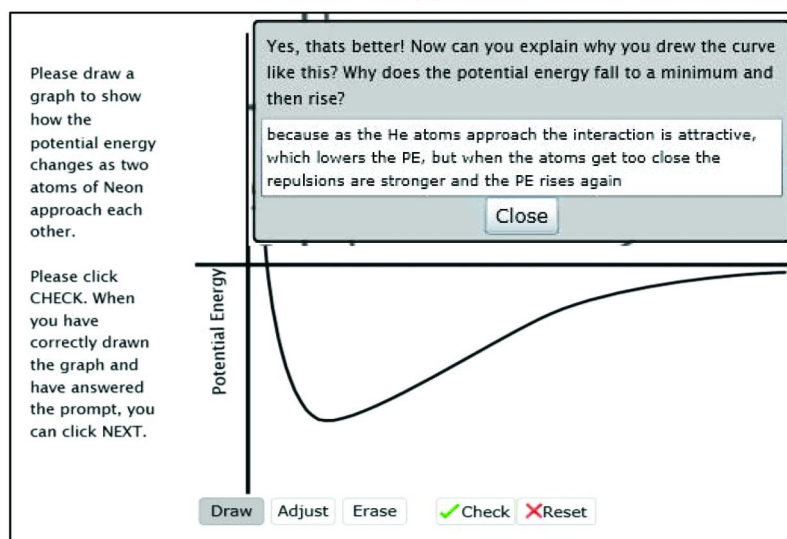 Please draw a
graph to show
how the
potential energy
changes as two
atoms of Neon
approach each
other.
Please click
CHECK. When
you have
correctly drawn
the graph and
have answered
the prompt, you
can click NEXT.
Yes, thats better! Now can you explain why you drew the curve
like this? Why does the potential energy fall to a minimum and
then rise?
because as the He atoms approach the interaction is attractive,
which lowers the PE, but when the atoms get too close the
repulsions are stronger and the PE rises again
Close
Potential Energy
Draw
Adjust
Erase
Check
Reset